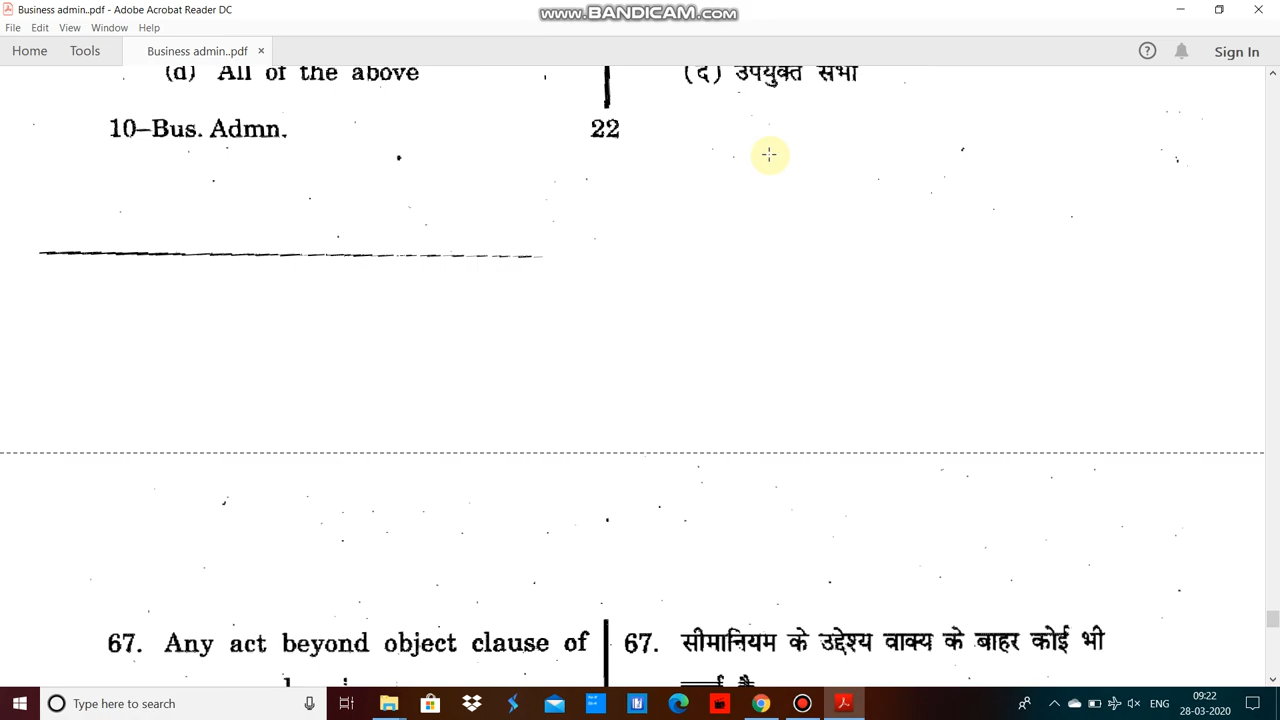 Business admin..pdf - Adobe Acrobat Reader DC
www.BANDICAM.com
File Edit View Window Help
Home Tools Business admin..pdf × Sign In
(d) All of the above
(द) उपर्युक्त सभी
10–Bus. Admn.
22
67. Any act beyond object clause of
67. सीमानियम के उद्देश्य वाक्य के बाहर कोई भी
Type here to search
ENG
09:22
28-03-2020